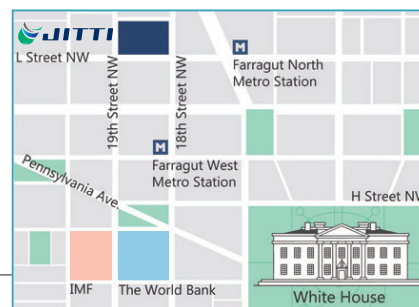 JITTI
L Street NW
19th Street NW
18th Street NW
M
Farragut North
Metro Station
M
Farragut West
Metro Station
Pennsylvania Ave.
H Street NW
IMF
The World Bank
White House